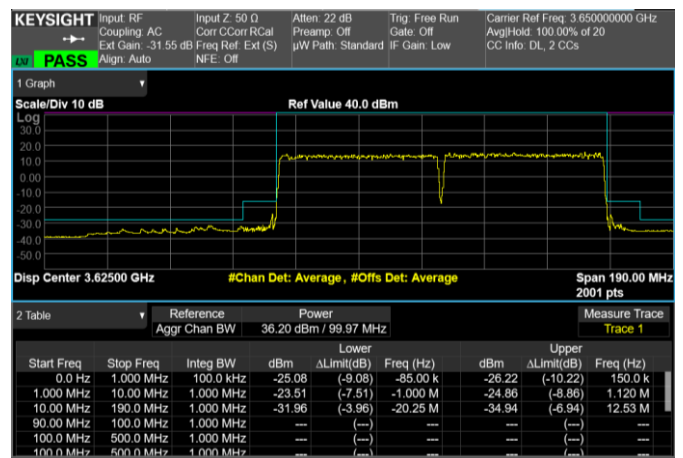 KEYSIGHT Input: RF Input Z: 50 Ω Atten: 22 dB Trig: Free Run Carrier Ref Freq: 3.650000000 GHz
Coupling: AC Corr CCorr RCal Preamp: Off Gate: Off Avg|Hold: 100.00% of 20
Ext Gain: -31.55 dB Freq Ref: Ext (S) µW Path: Standard IF Gain: Low CC Info: DL, 2 CCs
LXI PASS Align: Auto NFE: Off
1 Graph
Scale/Div 10 dB Ref Value 40.0 dBm
Log
30.0
20.0
10.0
0.00
-10.0
-20.0
-30.0
-40.0
-50.0
Disp Center 3.62500 GHz #Chan Det: Average, #Offs Det: Average Span 190.00 MHz
2001 pts
2 Table Reference Power Measure Trace
Aggr Chan BW 36.20 dBm / 99.97 MHz Trace 1
Lower Upper
Start Freq Stop Freq Integ BW dBm ΔLimit(dB) Freq (Hz) dBm ΔLimit(dB) Freq (Hz)
0.0 Hz 1.000 MHz 100.0 kHz -25.08 (-9.08) -85.00 k -26.22 (-10.22) 150.0 k
1.000 MHz 10.00 MHz 1.000 MHz -23.51 (-7.51) -1.000 M -24.86 (-8.86) 1.120 M
10.00 MHz 190.0 MHz 1.000 MHz -31.96 (-3.96) -20.25 M -34.94 (-6.94) 12.53 M
90.00 MHz 100.0 MHz 1.000 MHz --- (---) --- --- (---) ---
100.0 MHz 500.0 MHz 1.000 MHz --- (---) --- --- (---) ---
100.0 MHz 500.0 MHz 1.000 MHz --- (---) --- --- (---) ---